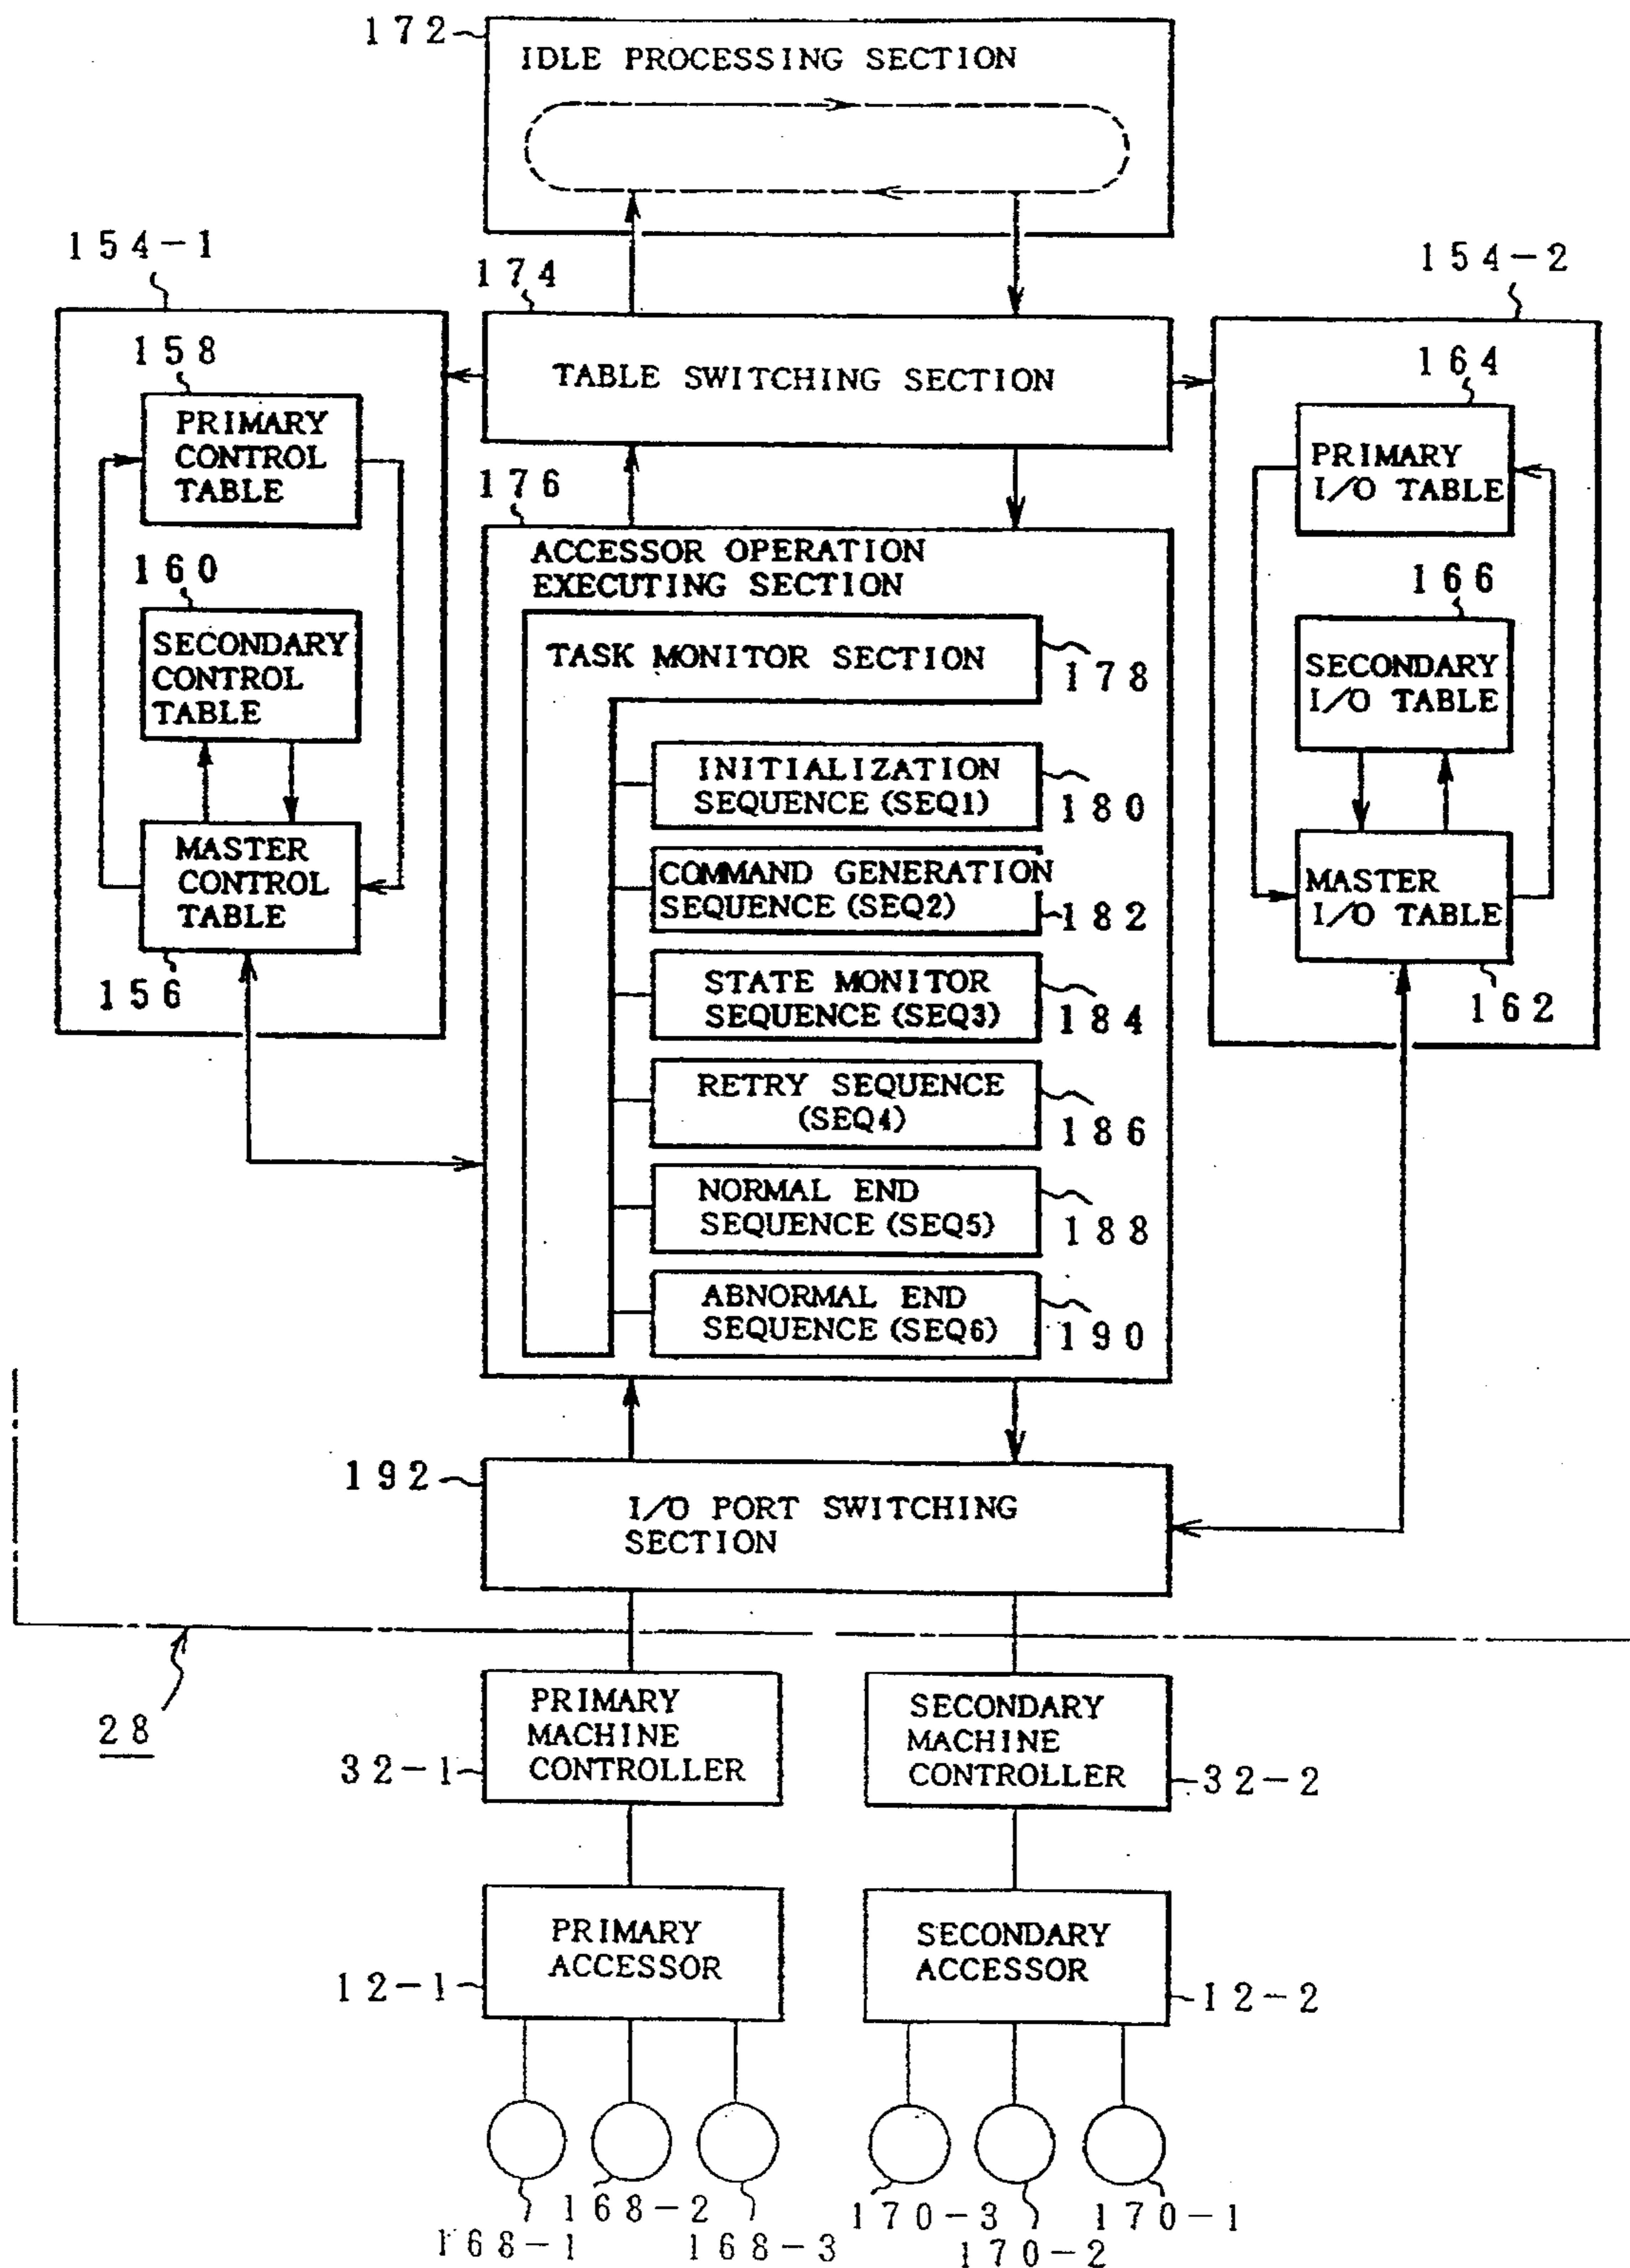 172
IDLE PROCESSING SECTION
154-1
174
154-2
TABLE SWITCHING SECTION
158
PRIMARY
CONTROL
TABLE
160
SECONDARY
CONTROL
TABLE
MASTER
CONTROL
TABLE
156
164
PRIMARY
I/O TABLE
166
SECONDARY
I/O TABLE
MASTER
I/O TABLE
162
176
ACCESSOR OPERATION
EXECUTING SECTION
TASK MONITOR SECTION
178
INITIALIZATION
SEQUENCE (SEQ1)
180
COMMAND GENERATION
SEQUENCE (SEQ2)
182
STATE MONITOR
SEQUENCE (SEQ3)
184
RETRY SEQUENCE
(SEQ4)
186
NORMAL END
SEQUENCE (SEQ5)
188
ABNORMAL END
SEQUENCE (SEQ6)
190
192
I/O PORT SWITCHING
SECTION
28
PRIMARY
MACHINE
CONTROLLER
32-1
SECONDARY
MACHINE
CONTROLLER
32-2
PRIMARY
ACCESSOR
12-1
SECONDARY
ACCESSOR
12-2
168-1
168-2
168-3
170-3
170-2
170-1